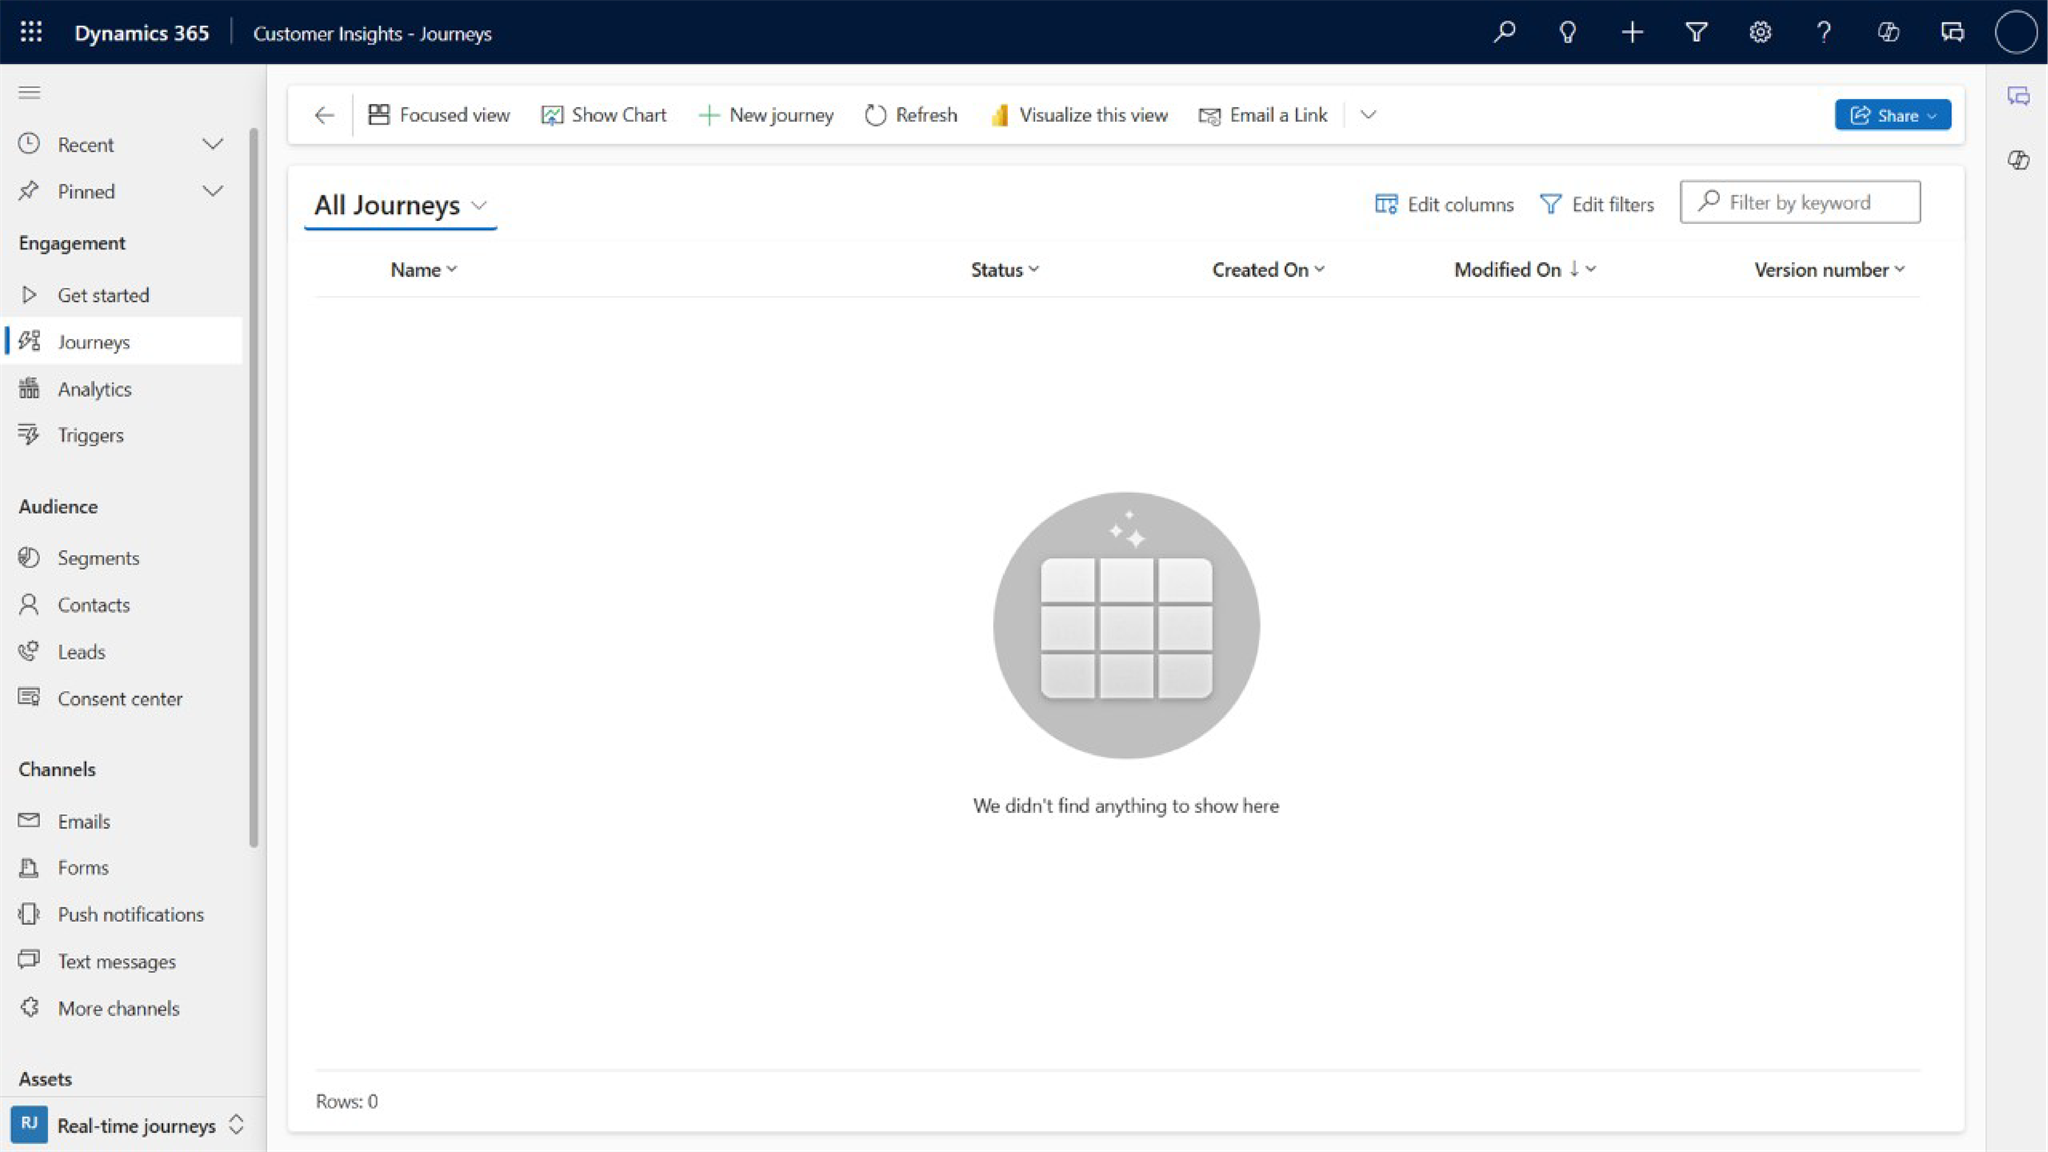 Dynamics 365
Customer Insights - Journeys
Recent
Pinned
Engagement
Get started
Journeys
Analytics
Triggers
Audience
Segments
Contacts
Leads
Consent center
Channels
Emails
Forms
Push notifications
Text messages
More channels
Assets
RJ Real-time journeys
Focused view Show Chart New journey Refresh Visualize this view Email a Link Share
All Journeys Edit columns Edit filters Filter by keyword
Name Status Created On Modified On Version number
We didn't find anything to show here
Rows: 0